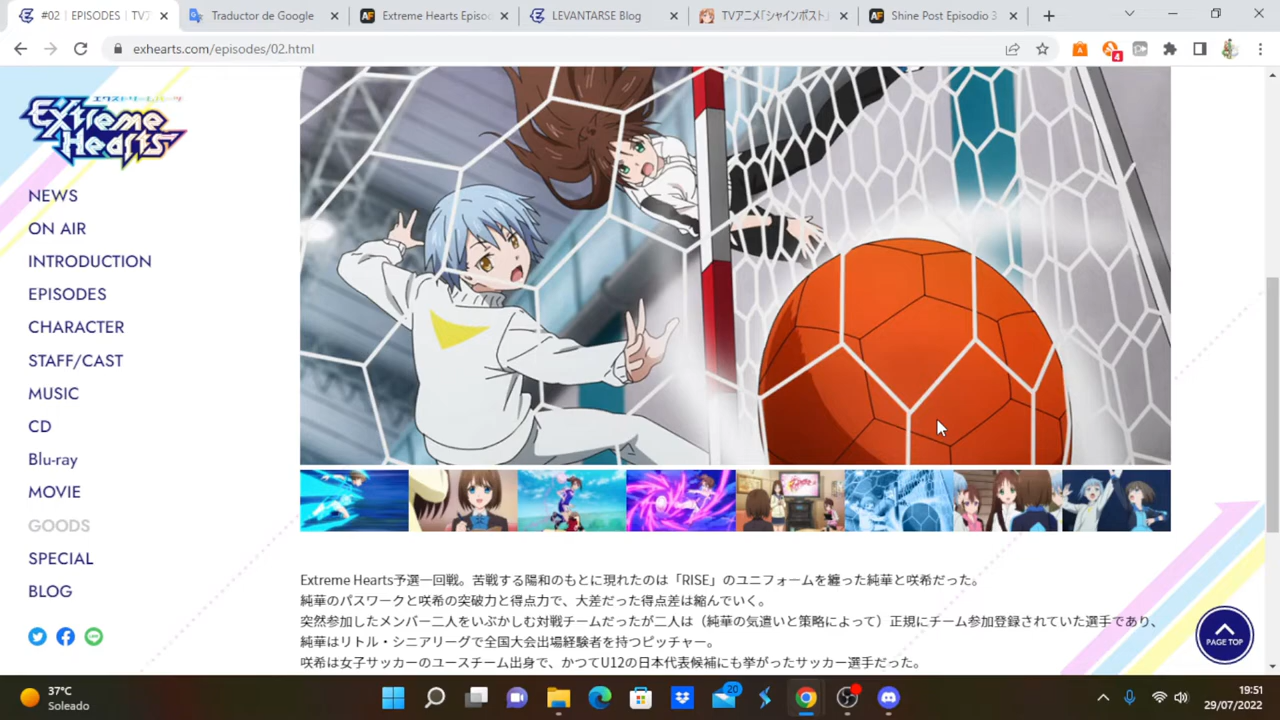 #02 | EPISODES | TV
Traductor de Google
Extreme Hearts Episo
LEVANTARSE Blog
TVアニメ「シャインポスト」
Shine Post Episodio 3
exhearts.com/episodes/02.html
4
エクストリームハーツ
Extreme Hearts
NEWS
ON AIR
INTRODUCTION
EPISODES
CHARACTER
STAFF/CAST
MUSIC
CD
Blu-ray
MOVIE
GOODS
SPECIAL
BLOG
Extreme Hearts予選一回戦。苦戦する陽和のもとに現れたのは「RISE」のユニフォームを纏った純華と咲希だった。
純華のパスワークと咲希の突破力と得点力で、大差だった得点差は縮んでいく。
突然参加したメンバー二人をいぶかしむ対戦チームだったが二人は（純華の気遣いと策略によって）正規にチーム参加登録されていた選手であり、
純華はリトル・シニアリーグで全国大会出場経験者を持つピッチャー。
咲希は女子サッカーのユースチーム出身で、かつてU12の日本代表候補にも挙がったサッカー選手だった。
PAGE TOP
37°C
Soleado
20
19:51
29/07/2022